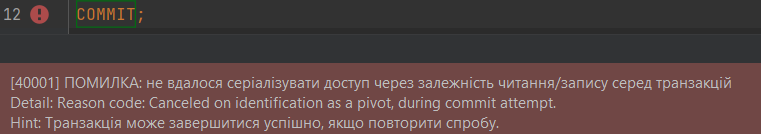 12 COMMIT;
[40001] ПОМИЛКА: не вдалося серіалізувати доступ через залежність читання/запису серед транзакцій
Detail: Reason code: Canceled on identification as a pivot, during commit attempt.
Hint: Транзакція може завершитися успішно, якщо повторити спробу.